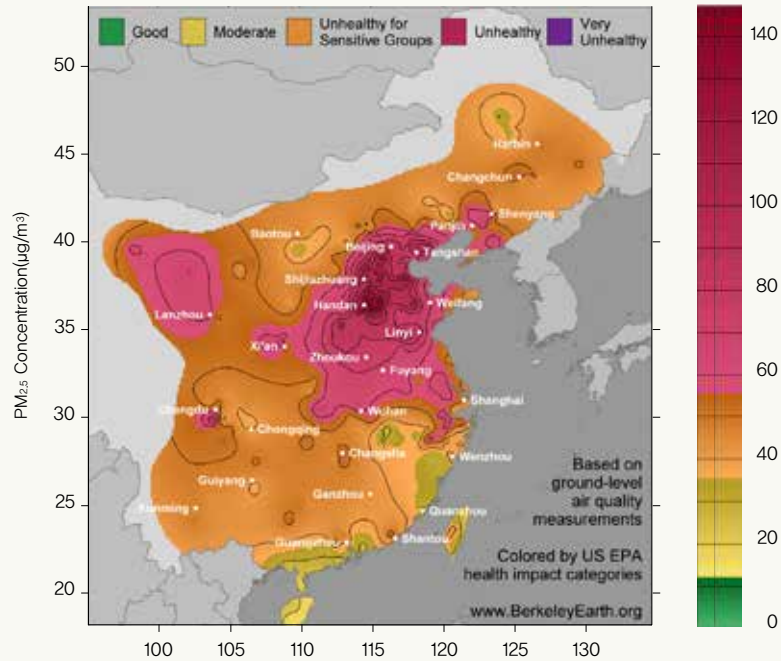 Good
Moderate
Unhealthy for
Sensitive Groups
Unhealthy
Very
Unhealthy
140
120
100
80
60
40
20
0
50
45
40
35
30
25
20
PM2.5 Concentration(µg/m³)
Harbin
Changchun
Shenyang
Panjin
Baotou
Beijing
Tangshan
Shijiazhuang
Handan
Weifang
Lanzhou
Linyi
Xi'an
Zhoukou
Fuyang
Shanghai
Chengdu
Wuhan
Chongqing
Changsha
Wenzhou
Guiyang
Ganzhou
Kunming
Quanzhou
Guangzhou
Shantou
Based on
ground-level
air quality
measurements
Colored by US EPA
health impact categories
www.BerkeleyEarth.org
100
105
110
115
120
125
130